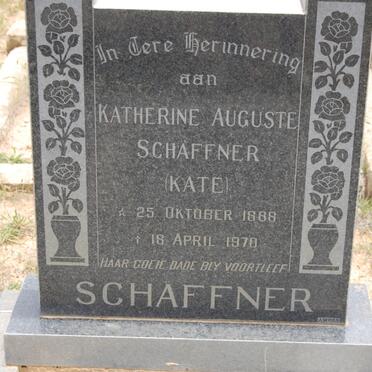 In Tere Herinnering
aan
KATHERINE AUGUSTE
SCHAFFNER
(KATE)
* 25. OKTOBER 1888
† 18. APRIL 1970
HAAR GOEIE DADE BLY VOORTLEEF
SCHAFFNER